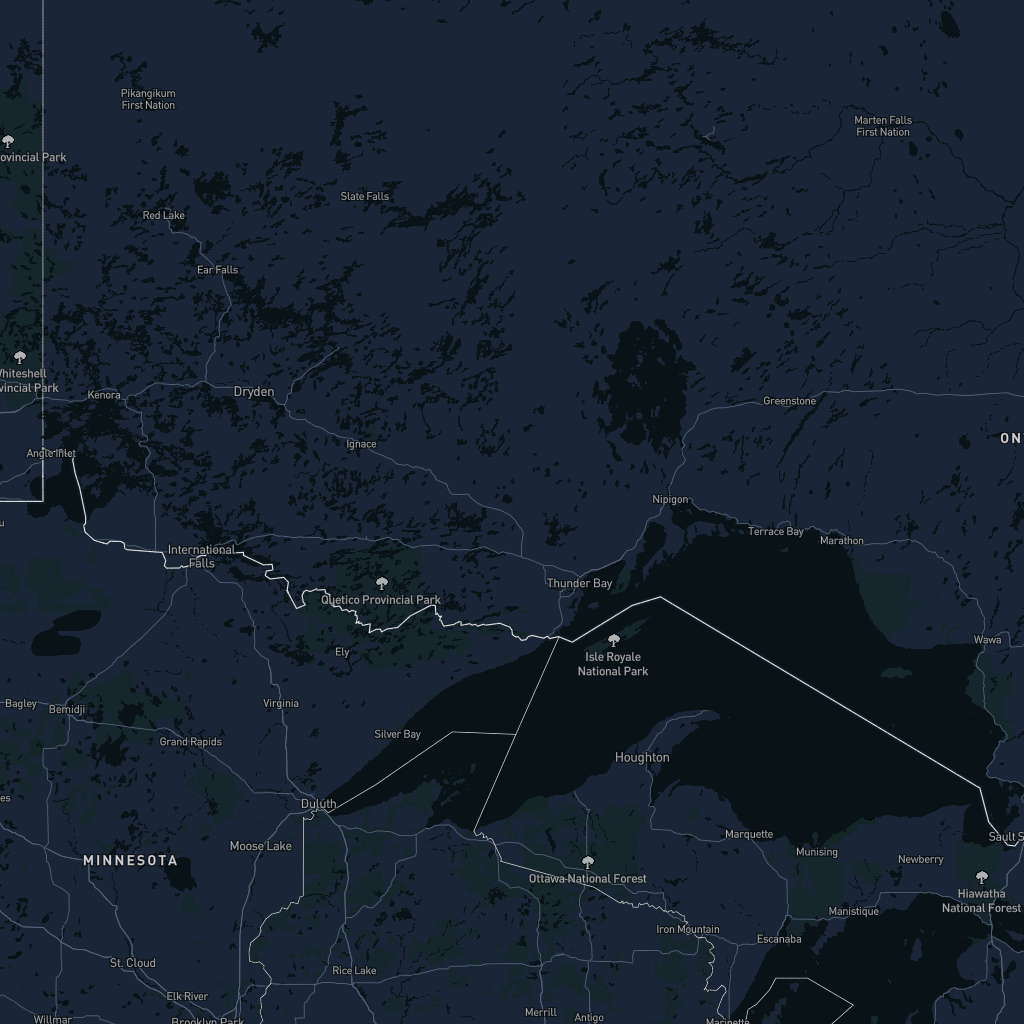 Pikangikum
First Nation
Marten Falls
First Nation
ovincial Park
Slate Falls
Red Lake
Ear Falls
Whiteshell
vincial Park
Kenora
Dryden
Greenstone
ON
Ignace
Angle Inlet
Nipigon
u
Terrace Bay
Marathon
International
Falls
Thunder Bay
Quetico Provincial Park
Wawa
Ely
Isle Royale
National Park
Bagley
Bemidji
Virginia
Silver Bay
Grand Rapids
Houghton
es
Duluth
Marquette
Sault S
Moose Lake
Munising
MINNESOTA
Newberry
Ottawa National Forest
Hiawatha
National Forest
Manistique
Iron Mountain
Escanaba
St. Cloud
Rice Lake
Elk River
Merrill
Antigo
Willmar
Brooklyn Park
Marinette